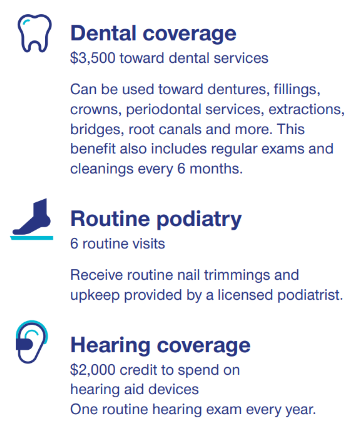 Dental coverage
$3,500 toward dental services
Can be used toward dentures, fillings,
crowns, periodontal services, extractions,
bridges, root canals and more. This
benefit also includes regular exams and
cleanings every 6 months.
Routine podiatry
6 routine visits
Receive routine nail trimmings and
upkeep provided by a licensed podiatrist.
Hearing coverage
$2,000 credit to spend on
hearing aid devices
One routine hearing exam every year.